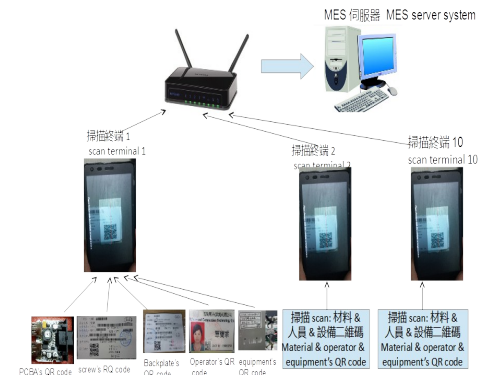 MES 伺服器 MES server system
掃描終端 1
scan terminal 1
掃描終端 2
scan terminal 2
掃描終端 10
scan terminal 10
掃描 scan: 材料 &
人員 & 設備二維碼
Material & operator &
equipment's QR code
掃描 scan: 材料 &
人員 & 設備二維碼
Material & operator &
equipment's QR code
PCBA's QR code
screw's RQ code
Backplate's
QR code
Operator's QR
code
equipment's
QR code